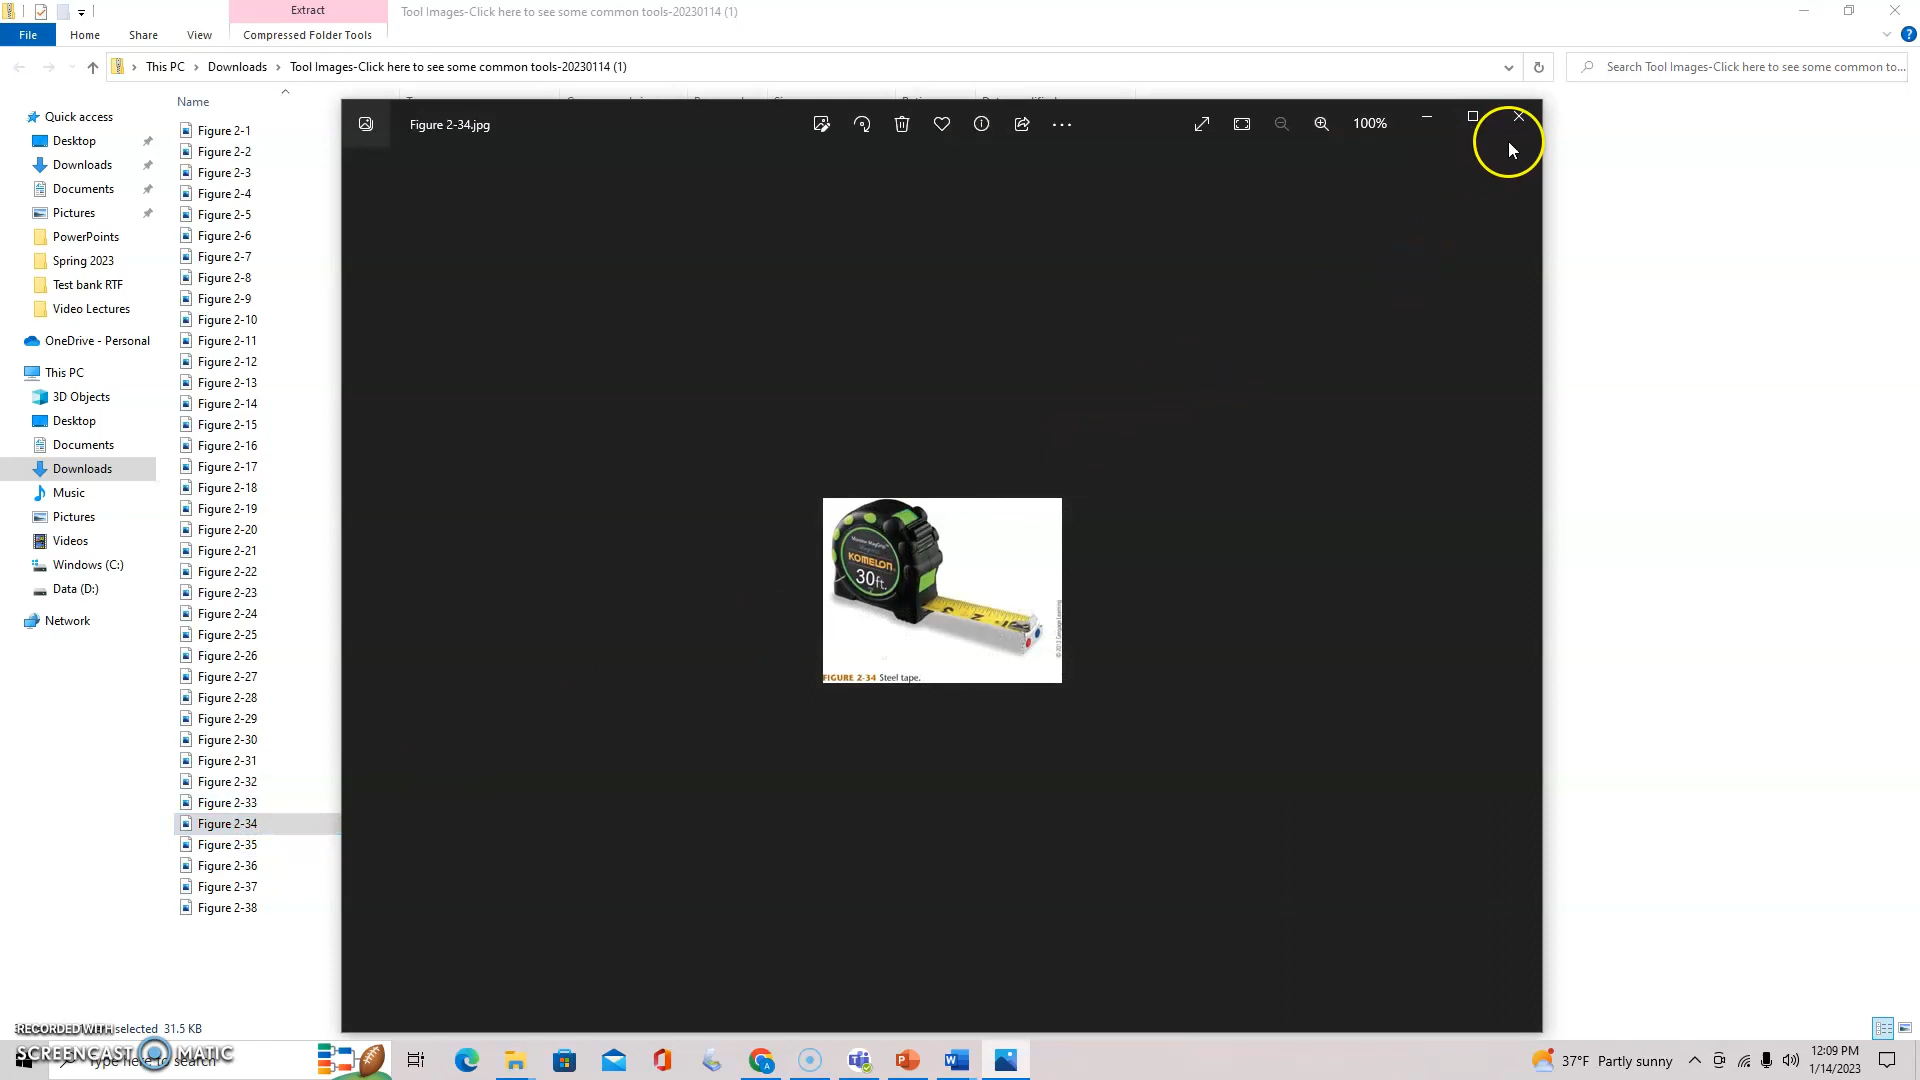 Extract
Tool Images-Click here to see some common tools-20230114 (1)
File
Home
Share
View
Compressed Folder Tools
This PC
Downloads
Tool Images-Click here to see some common tools-20230114 (1)
Search Tool Images-Click here to see some common to...
Quick access
Desktop
Downloads
Documents
Pictures
PowerPoints
Spring 2023
Test bank RTF
Video Lectures
OneDrive - Personal
This PC
3D Objects
Desktop
Documents
Downloads
Music
Pictures
Videos
Windows (C:)
Data (D:)
Network
Name
Figure 2-1
Figure 2-2
Figure 2-3
Figure 2-4
Figure 2-5
Figure 2-6
Figure 2-7
Figure 2-8
Figure 2-9
Figure 2-10
Figure 2-11
Figure 2-12
Figure 2-13
Figure 2-14
Figure 2-15
Figure 2-16
Figure 2-17
Figure 2-18
Figure 2-19
Figure 2-20
Figure 2-21
Figure 2-22
Figure 2-23
Figure 2-24
Figure 2-25
Figure 2-26
Figure 2-27
Figure 2-28
Figure 2-29
Figure 2-30
Figure 2-31
Figure 2-32
Figure 2-33
Figure 2-34
Figure 2-35
Figure 2-36
Figure 2-37
Figure 2-38
Figure 2-34.jpg
100%
KOMELON
30ft.
3
2
1
FIGURE 2-34 Steel tape.
selected 31.5 KB
RECORDED WITH
SCREENCAST MATIC
Type here to search
37°F Partly sunny
12:09 PM
1/14/2023